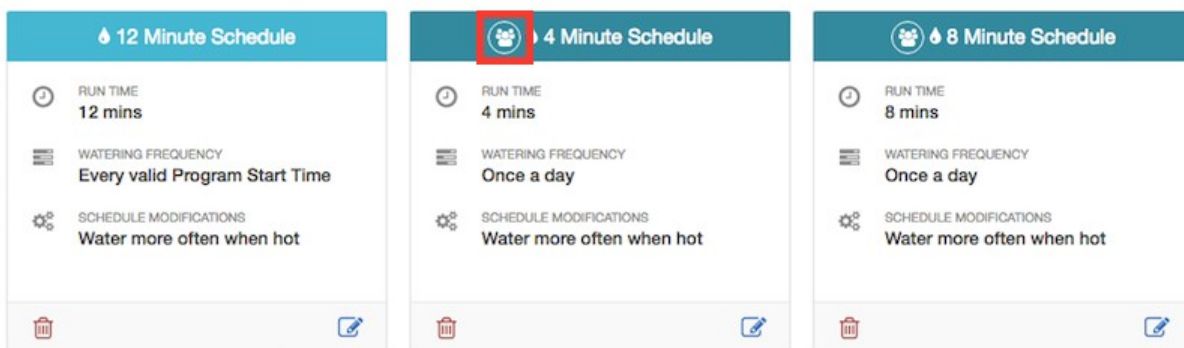 12 Minute Schedule
RUN TIME
12 mins
WATERING FREQUENCY
Every valid Program Start Time
SCHEDULE MODIFICATIONS
Water more often when hot
4 Minute Schedule
RUN TIME
4 mins
WATERING FREQUENCY
Once a day
SCHEDULE MODIFICATIONS
Water more often when hot
8 Minute Schedule
RUN TIME
8 mins
WATERING FREQUENCY
Once a day
SCHEDULE MODIFICATIONS
Water more often when hot